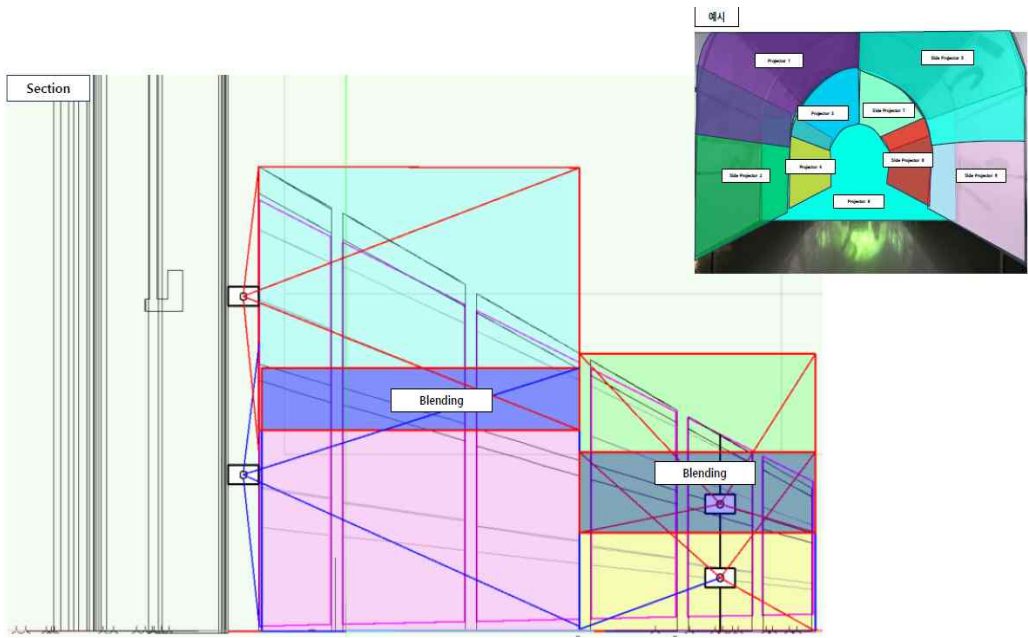 예시
Section
Projector 1
Side Projector 5
Projector 3
Side Projector 7
Projector 4
Side Projector 8
Side Projector 2
Side Projector 9
Projector 6
Blending
Blending